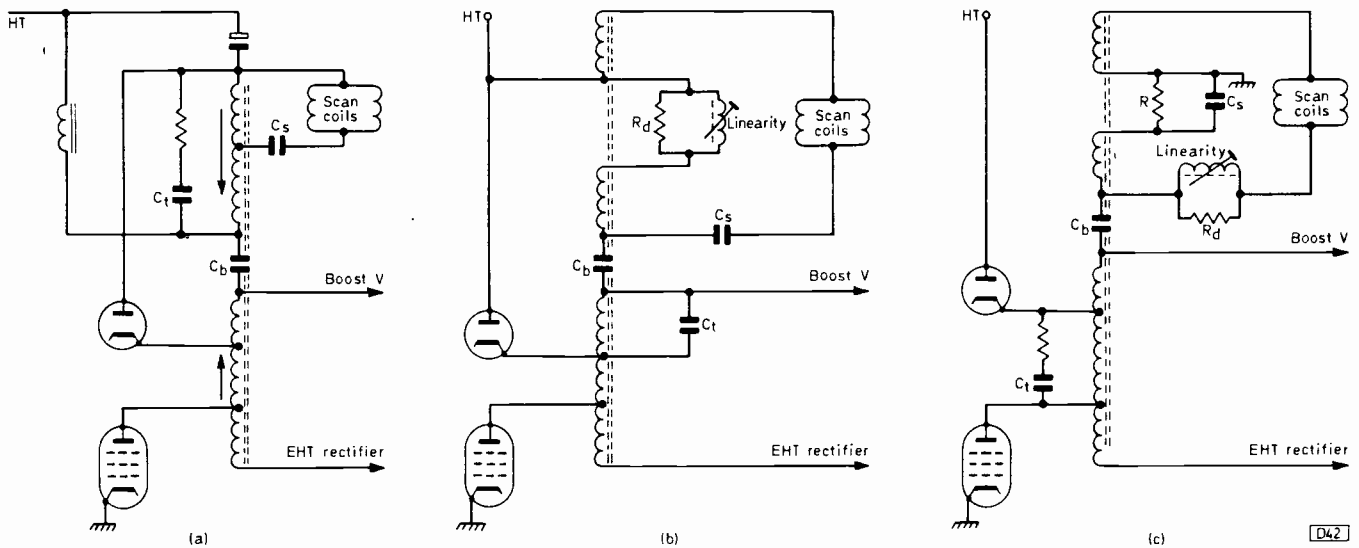 HT
Scan
coils
Cs
Ct
Cb
Boost V
EHT rectifier
(a)
HT
Rd
Linearity
Scan
coils
Cs
Cb
Boost V
Ct
EHT rectifier
(b)
HT
R
Cs
Scan
coils
Linearity
Rd
Cb
Boost V
Ct
EHT rectifier
(c)
D42